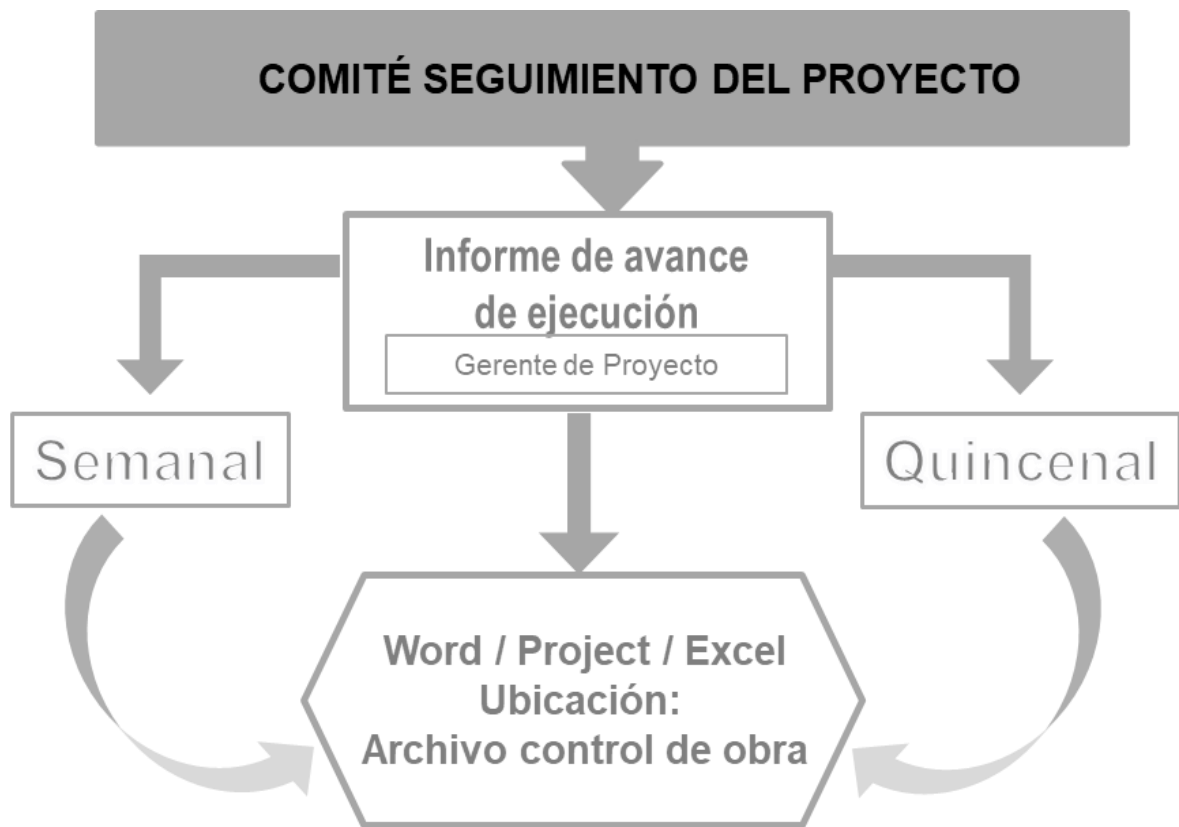 COMITÉ SEGUIMIENTO DEL PROYECTO
Informe de avance
de ejecución
Gerente de Proyecto
Semanal
Quincenal
Word / Project / Excel
Ubicación:
Archivo control de obra